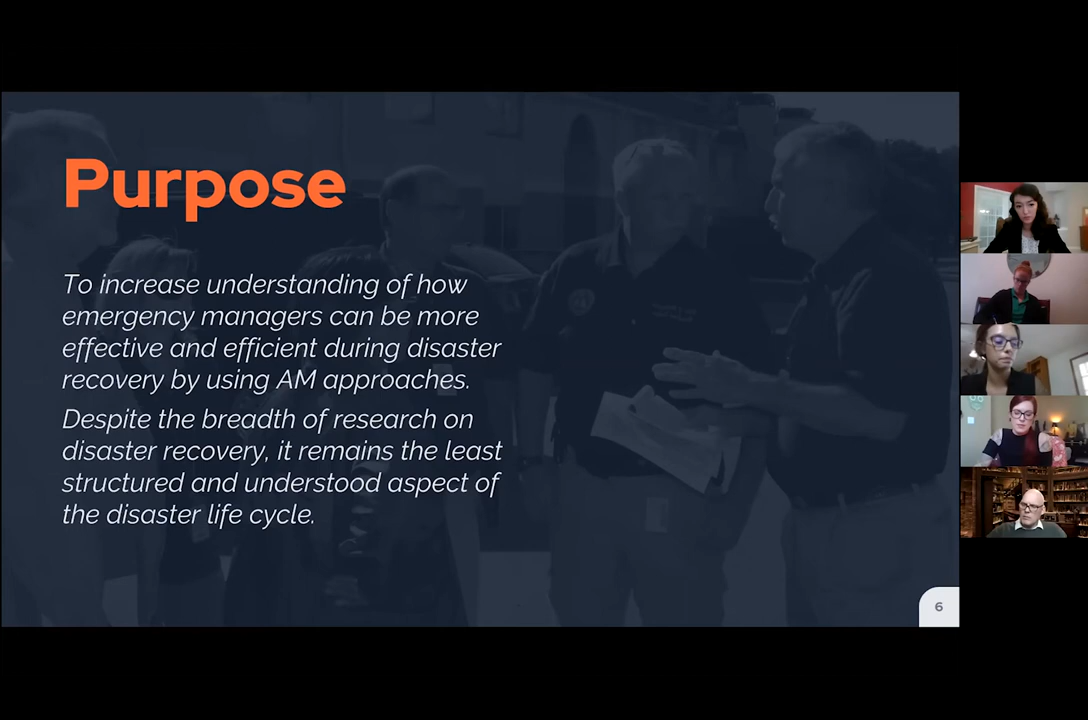 Purpose
To increase understanding of how
emergency managers can be more
effective and efficient during disaster
recovery by using AM approaches.
Despite the breadth of research on
disaster recovery, it remains the least
structured and understood aspect of
the disaster life cycle.
6